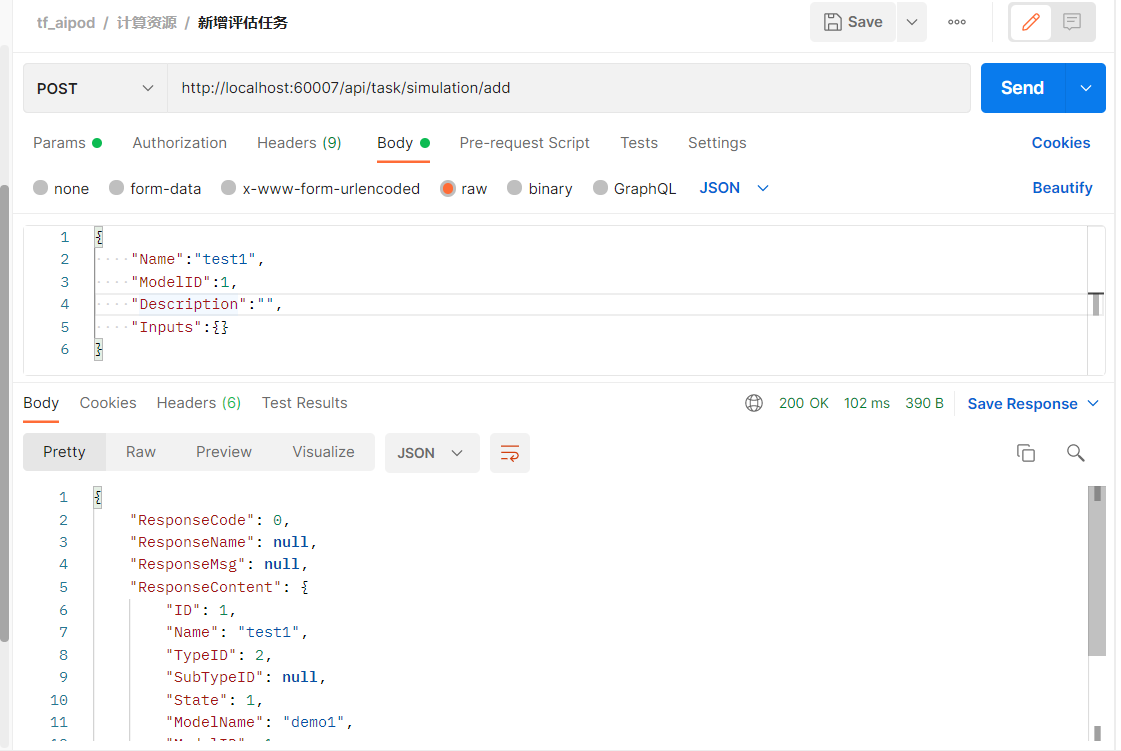 tf_aipod / 计算资源 / 新增评估任务
Save
POST
http://localhost:60007/api/task/simulation/add
Send
Params Authorization Headers (9) Body Pre-request Script Tests Settings Cookies
none form-data x-www-form-urlencoded raw binary GraphQL JSON Beautify
1 {
2 ····"Name":"test1",
3 ····"ModelID":1,
4 ····"Description":"",
5 ····"Inputs":{}
6 }
Body Cookies Headers (6) Test Results 200 OK 102 ms 390 B Save Response
Pretty Raw Preview Visualize JSON
1 {
2 "ResponseCode": 0,
3 "ResponseName": null,
4 "ResponseMsg": null,
5 "ResponseContent": {
6 "ID": 1,
7 "Name": "test1",
8 "TypeID": 2,
9 "SubTypeID": null,
10 "State": 1,
11 "ModelName": "demo1",